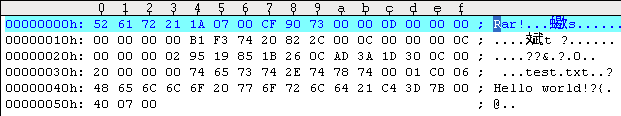 0 1 2 3 4 5 6 7 8 9 a b c d e f
00000000h: 52 61 72 21 1A 07 00 CF 90 73 00 00 0D 00 00 00 ; Rar!...蠍s......
00000010h: 00 00 00 00 B1 F3 74 20 82 2C 00 0C 00 00 00 0C ; ....斌t ?......
00000020h: 00 00 00 02 95 19 85 1B 26 0C AD 3A 1D 30 0C 00 ; ....??&.?.0..
00000030h: 20 00 00 00 74 65 73 74 2E 74 78 74 00 01 C0 06 ;  ...test.txt..?
00000040h: 48 65 6C 6C 6F 20 77 6F 72 6C 64 21 C4 3D 7B 00 ; Hello world!?{.
00000050h: 40 07 00 ; @..